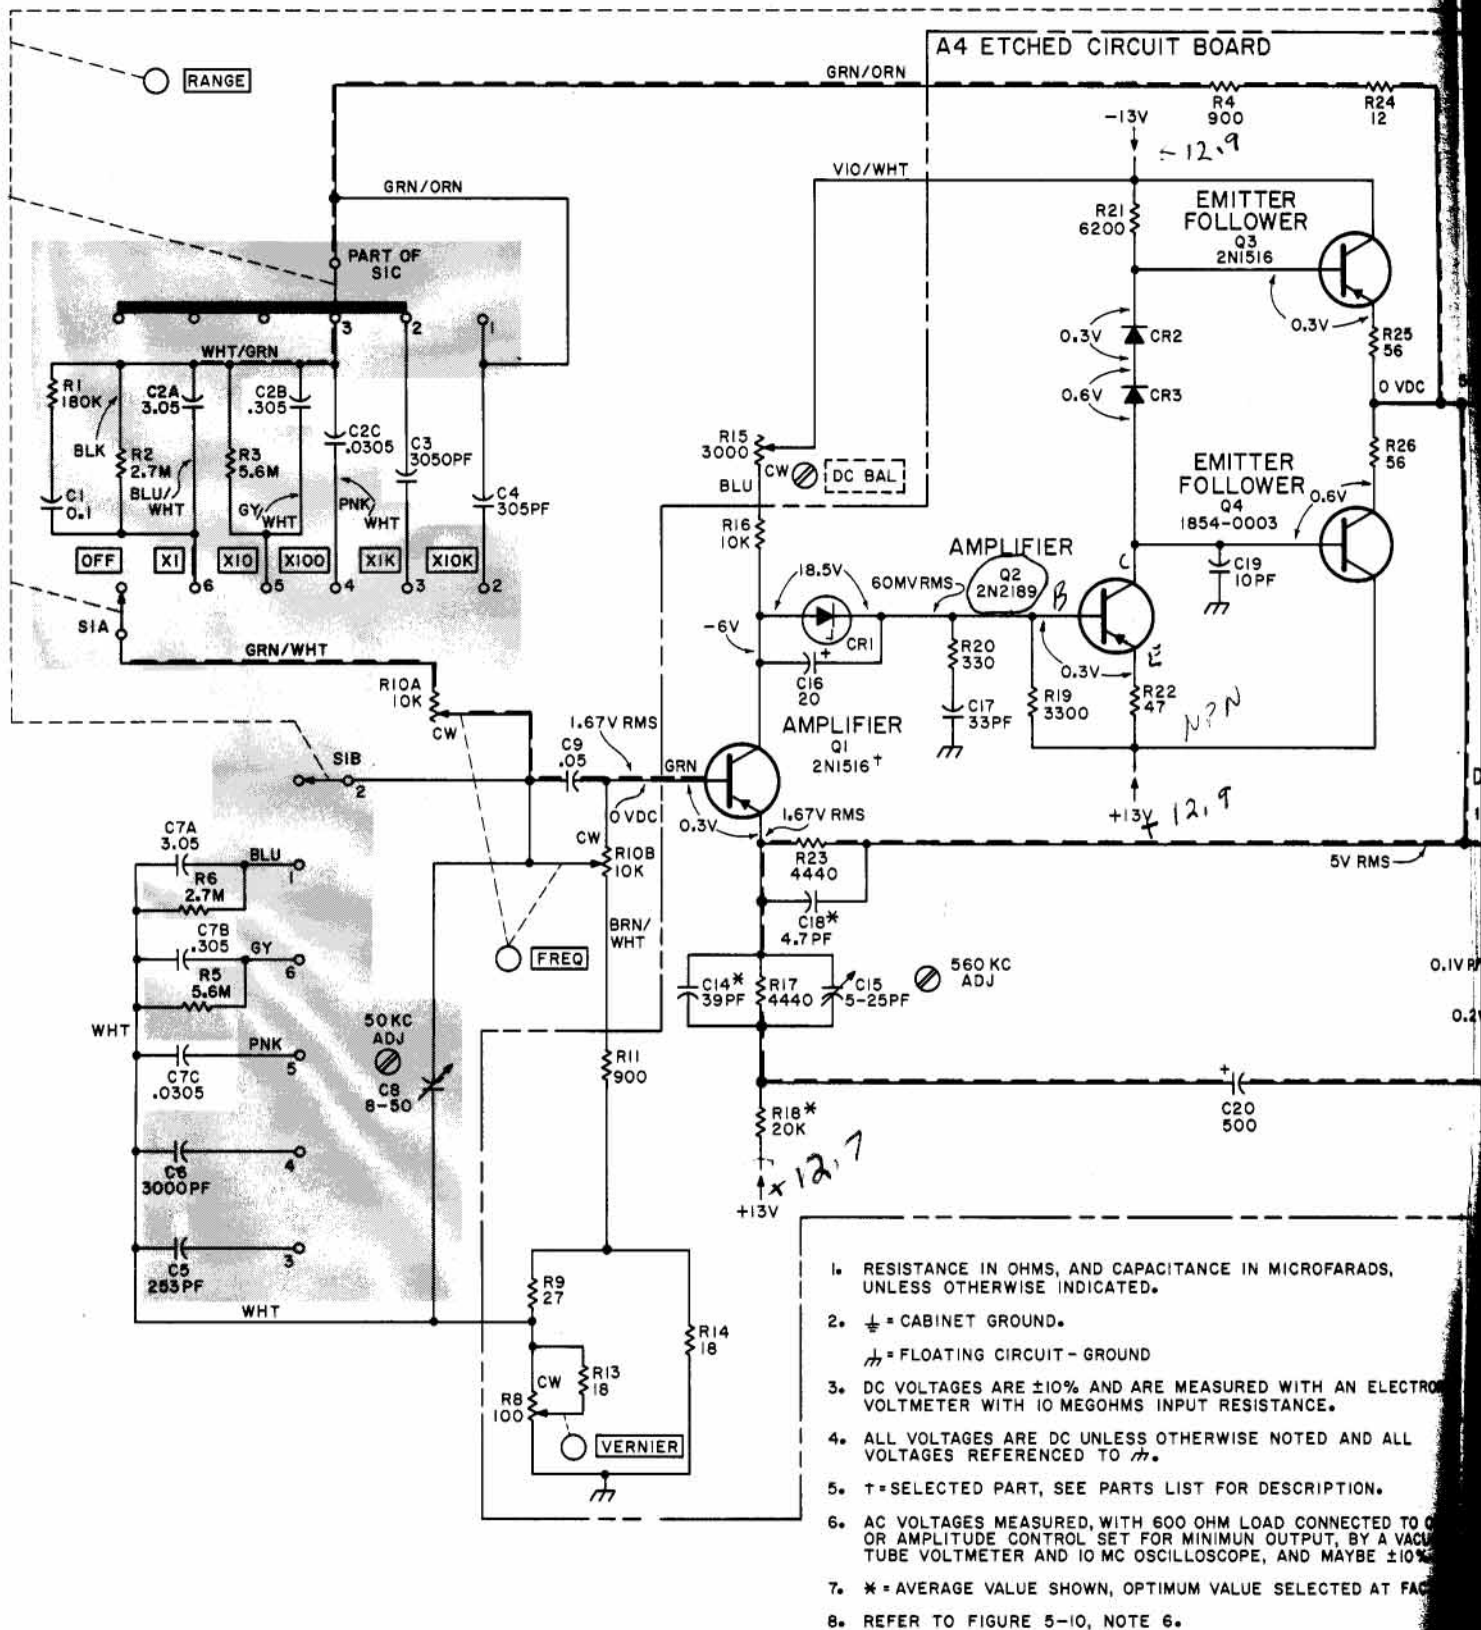 A4 ETCHED CIRCUIT BOARD
RANGE
GRN/ORN
R4
900
R24
12
-13V
-12.9
VIO/WHT
GRN/ORN
R21
6200
EMITTER
FOLLOWER
Q3
2N1516
PART OF
S1C
3
2
1
0.3V
0.3V
CR2
R25
56
WHT/GRN
R1
180K
C2A
3.05
C2B
.305
0.6V
CR3
0 VDC
BLK
R2
2.7M
R3
5.6M
C2C
.0305
C3
3050PF
R15
3000
CW
DC BAL
BLU
R26
56
C1
0.1
BLU/
WHT
GY
WHT
PNK
WHT
C4
305PF
EMITTER
FOLLOWER
Q4
1854-0003
0.6V
R16
10K
OFF
X1
X10
X100
X1K
X10K
6
5
4
3
2
AMPLIFIER
Q2
2N2189
C
B
E
C19
10PF
18.5V
60MVRMS
S1A
-6V
CR1
GRN/WHT
R20
330
0.3V
R10A
10K
CW
+
C16
20
C17
33PF
R19
3300
R22
47
NPN
1.67V RMS
AMPLIFIER
Q1
2N1516†
C9
.05
GRN
S1B
2
0 VDC
0.3V
1.67V RMS
+13V
+ 12.9
C7A
3.05
BLU
1
CW
R10B
10K
R23
4440
5V RMS
R6
2.7M
C18*
4.7PF
C7B
.305
GY
6
BRN/
WHT
FREQ
R5
5.6M
C14*
39PF
R17
4440
C15
5-25PF
560 KC
ADJ
WHT
50 KC
ADJ
PNK
5
C7C
.0305
C8
8-50
R11
900
+
C20
500
R18*
20K
C6
3000PF
4
+ 12.7
+13V
C5
253PF
3
WHT
R9
27
R14
18
CW
R13
18
R8
100
VERNIER
1. RESISTANCE IN OHMS, AND CAPACITANCE IN MICROFARADS,
UNLESS OTHERWISE INDICATED.
2. = CABINET GROUND.
= FLOATING CIRCUIT - GROUND
3. DC VOLTAGES ARE ±10% AND ARE MEASURED WITH AN
VOLTMETER WITH 10 MEGOHMS INPUT RESISTANCE.
4. ALL VOLTAGES ARE DC UNLESS OTHERWISE NOTED AND ALL
VOLTAGES REFERENCED TO .
5. † = SELECTED PART, SEE PARTS LIST FOR DESCRIPTION.
6. AC VOLTAGES MEASURED, WITH 600 OHM LOAD CONNECTED TO
OR AMPLITUDE CONTROL SET FOR MINIMUN OUTPUT, BY A
TUBE VOLTMETER AND 10 MC OSCILLOSCOPE, AND MAYBE ±10%
7. * = AVERAGE VALUE SHOWN, OPTIMUM VALUE SELECTED AT
8. REFER TO FIGURE 5-10, NOTE 6.